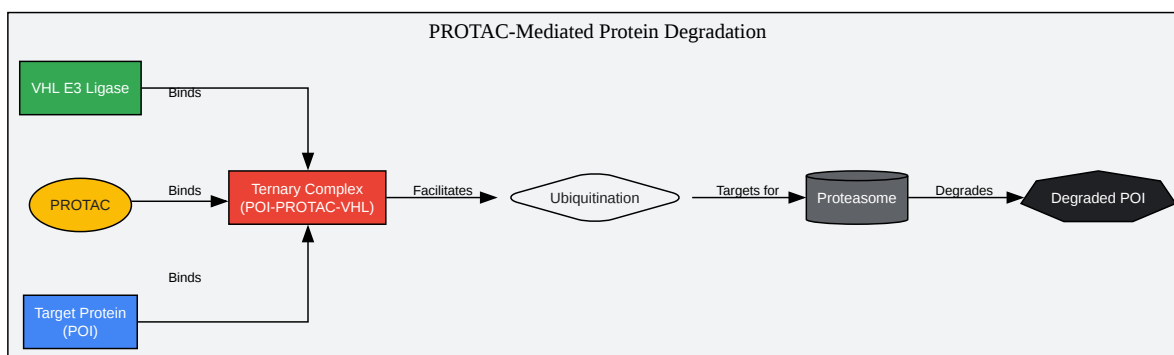 PROTAC-Mediated Protein Degradation
VHL E3 Ligase
Binds
PROTAC
Binds
Ternary Complex
(POI-PROTAC-VHL)
Facilitates
Ubiquitination
Targets for
Proteasome
Degrades
Degraded POI
Binds
Target Protein
(POI)